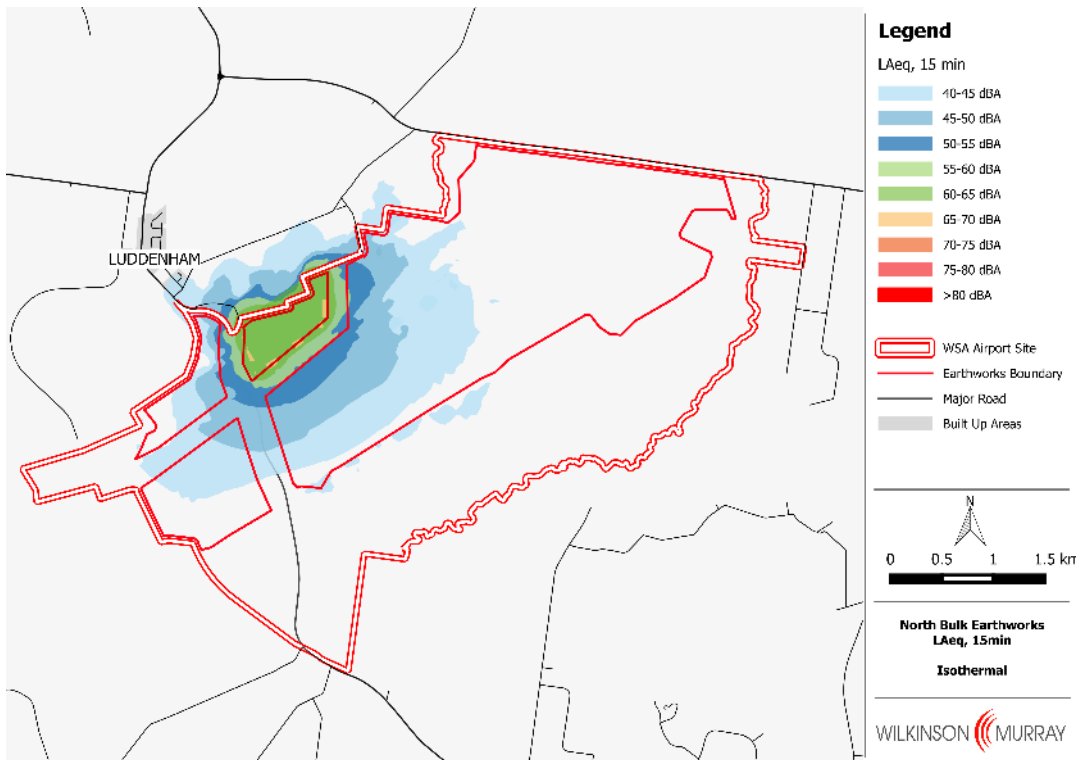 LUDDENHAM
Legend
LAeq, 15 min
40-45 dBA
45-50 dBA
50-55 dBA
55-60 dBA
60-65 dBA
65-70 dBA
70-75 dBA
75-80 dBA
>80 dBA
WSA Airport Site
Earthworks Boundary
Major Road
Built Up Areas
N
0 0.5 1 1.5 km
North Bulk Earthworks
LAeq, 15min
Isothermal
WILKINSON MURRAY